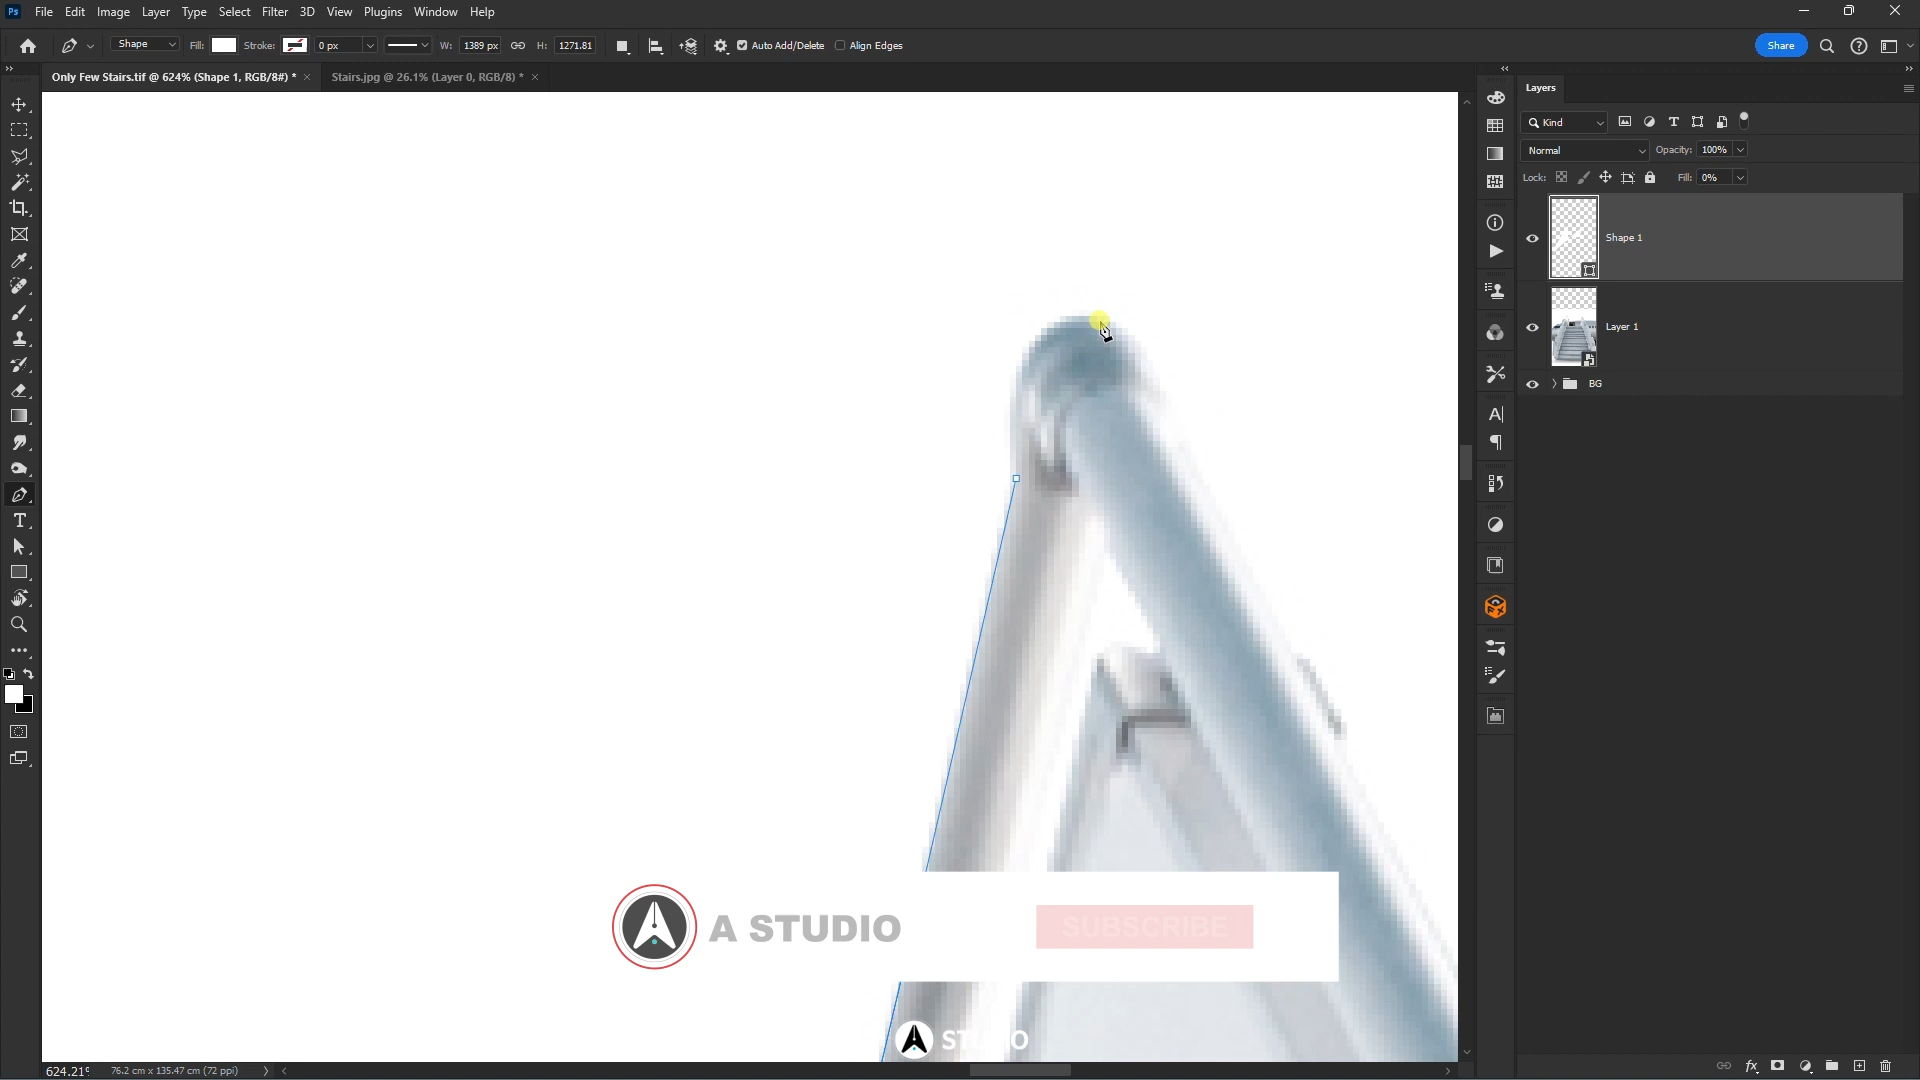 Ps File Edit Image Layer Type Select Filter 3D View Plugins Window Help
Shape Fill: Stroke: 0 px W: 1389 px H: 1271.81 Auto Add/Delete Align Edges Share
Only Few Stairs.tif @ 624% (Shape 1, RGB/8#) * × Stairs.jpg @ 26.1% (Layer 0, RGB/8) * ×
Layers
Kind
Normal Opacity: 100%
Lock: Fill: 0%
Shape 1
Layer 1
BG
A STUDIO SUBSCRIBE
624.21% 76.2 cm x 135.47 cm (72 ppi)